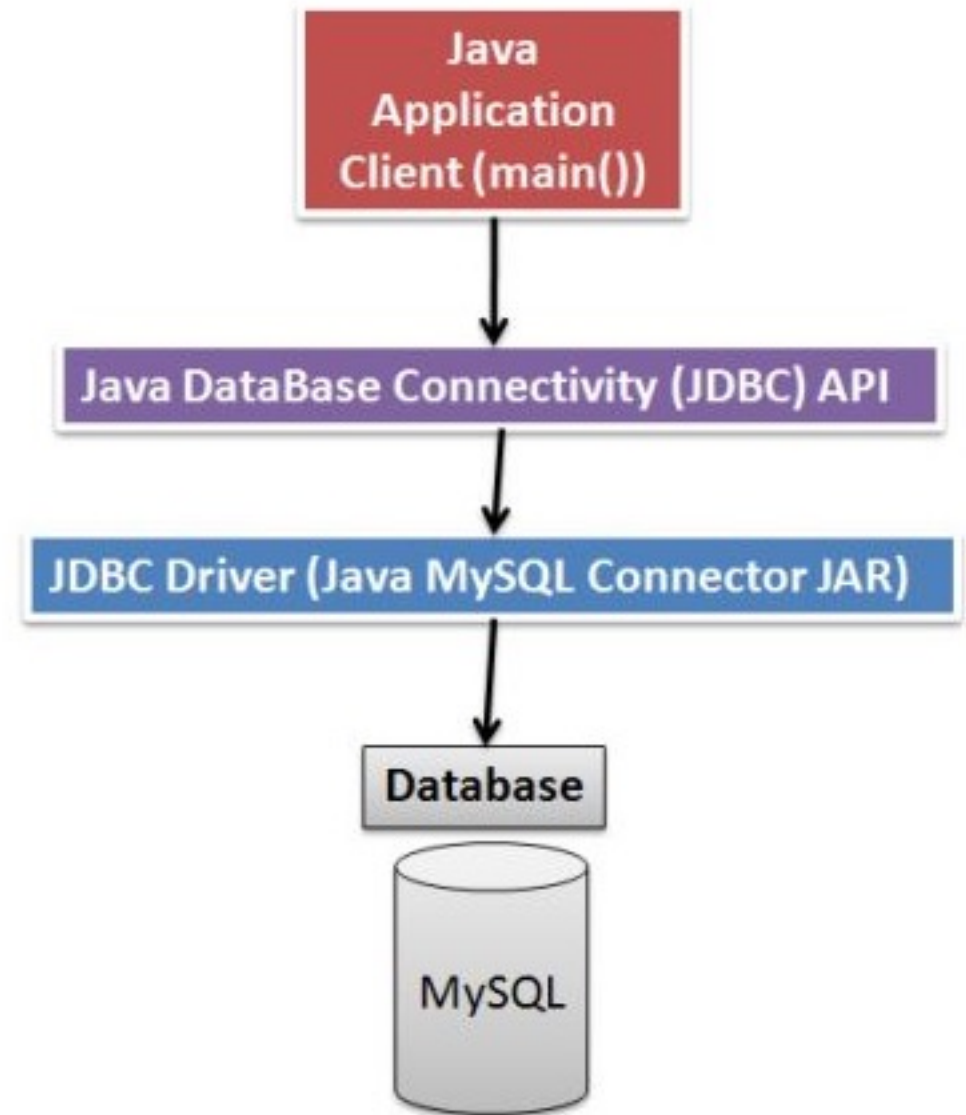 Java
Application
Client (main())
Java DataBase Connectivity (JDBC) API
JDBC Driver (Java MySQL Connector JAR)
Database
MySQL